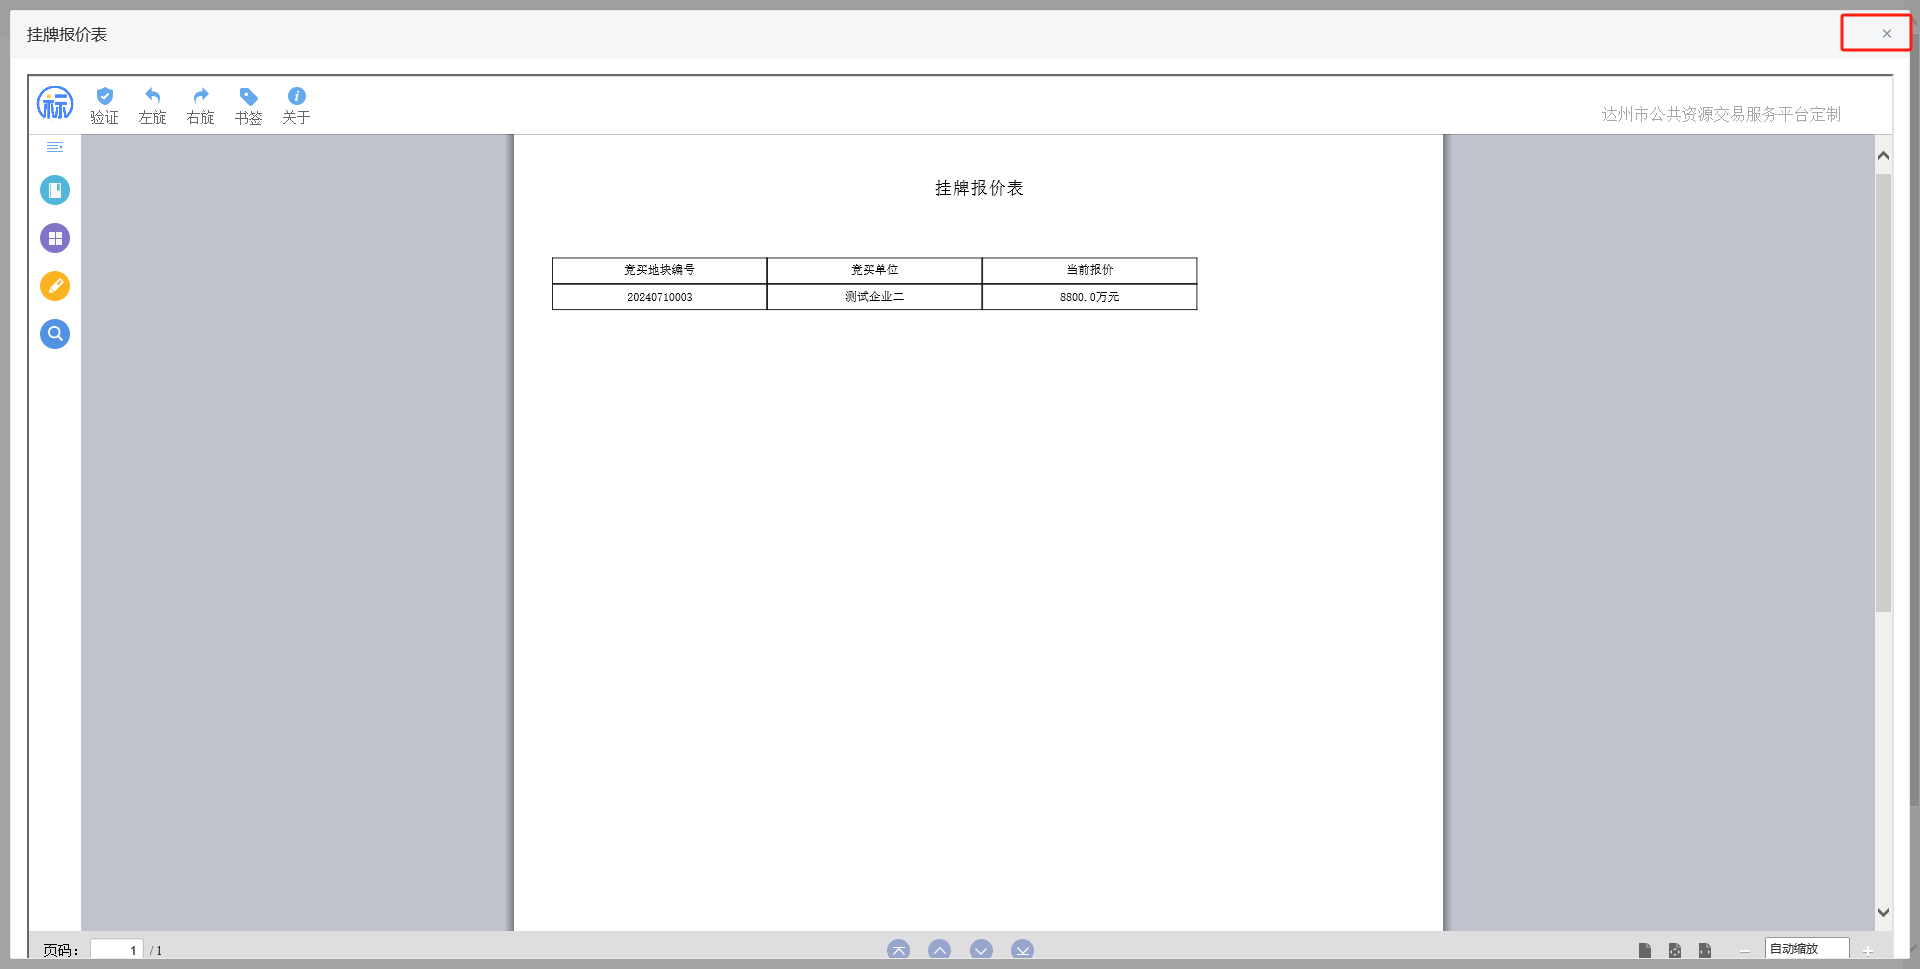 挂牌报价表
标
验证 左旋 右旋 书签 关于
达州市公共资源交易服务平台定制
挂牌报价表
竞买地块编号 竞买单位 当前报价
20240710003 测试企业二 8800.0万元
页码： 1 / 1
自动缩放